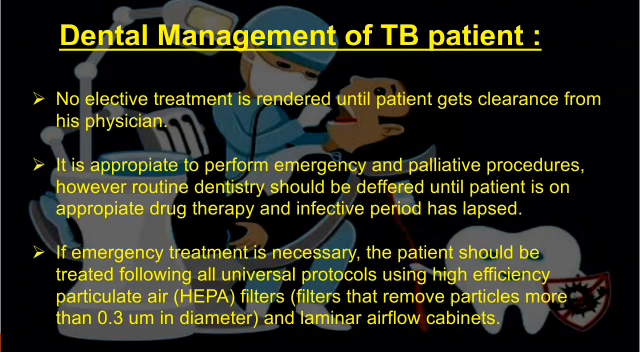 Dental Management of TB patient :
➢ No elective treatment is rendered until patient gets clearance from
his physician.
➢ It is appropiate to perform emergency and palliative procedures,
however routine dentistry should be deffered until patient is on
appropiate drug therapy and infective period has lapsed.
➢ If emergency treatment is necessary, the patient should be
treated following all universal protocols using high efficiency
particulate air (HEPA) filters (filters that remove particles more
than 0.3 um in diameter) and laminar airflow cabinets.